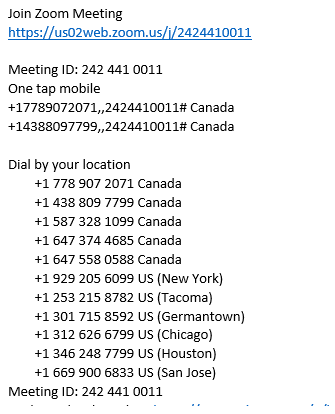 Join Zoom Meeting
https://us02web.zoom.us/j/2424410011
Meeting ID: 242 441 0011
One tap mobile
+17789072071,,2424410011# Canada
+14388097799,,2424410011# Canada
Dial by your location
+1 778 907 2071 Canada
+1 438 809 7799 Canada
+1 587 328 1099 Canada
+1 647 374 4685 Canada
+1 647 558 0588 Canada
+1 929 205 6099 US (New York)
+1 253 215 8782 US (Tacoma)
+1 301 715 8592 US (Germantown)
+1 312 626 6799 US (Chicago)
+1 346 248 7799 US (Houston)
+1 669 900 6833 US (San Jose)
Meeting ID: 242 441 0011